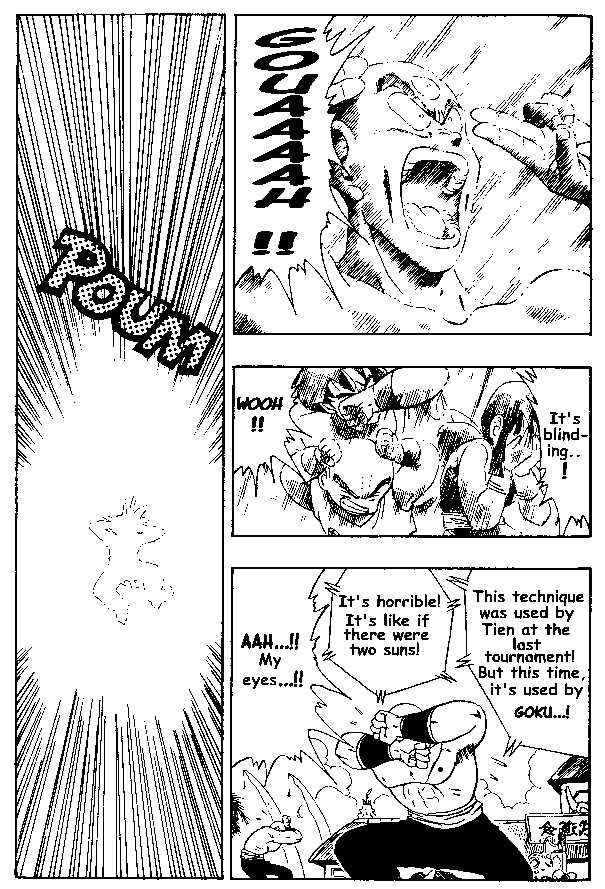 GOUAAAAH
!!
It's
blind-
ing..
!
WOOH
!!
This technique
was used by
Tien at the
last
tournament!
But this time,
it's used by
GOKU...!
It's horrible!
It's like if
there were
two suns!
AAH...!!
My
eyes...!!
POUM